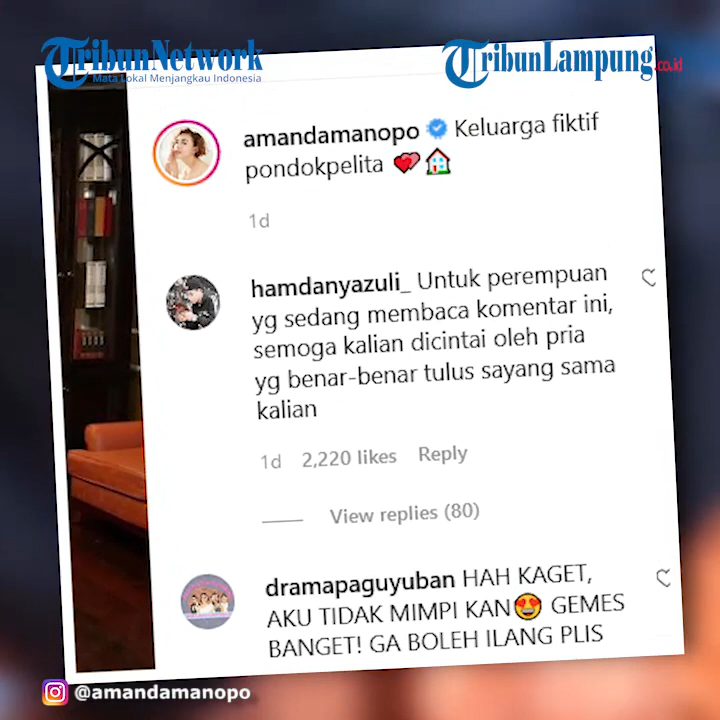 TribunNetwork
Mata Lokal Menjangkau Indonesia
TribunLampung.co.id
amandamanopo Keluarga fiktif
pondokpelita 💕🏠
1d
hamdanyazuli_ Untuk perempuan
yg sedang membaca komentar ini,
semoga kalian dicintai oleh pria
yg benar-benar tulus sayang sama
kalian
1d 2,220 likes Reply
View replies (80)
dramapaguyuban HAH KAGET,
AKU TIDAK MIMPI KAN😍 GEMES
BANGET! GA BOLEH ILANG PLIS
@amandamanopo